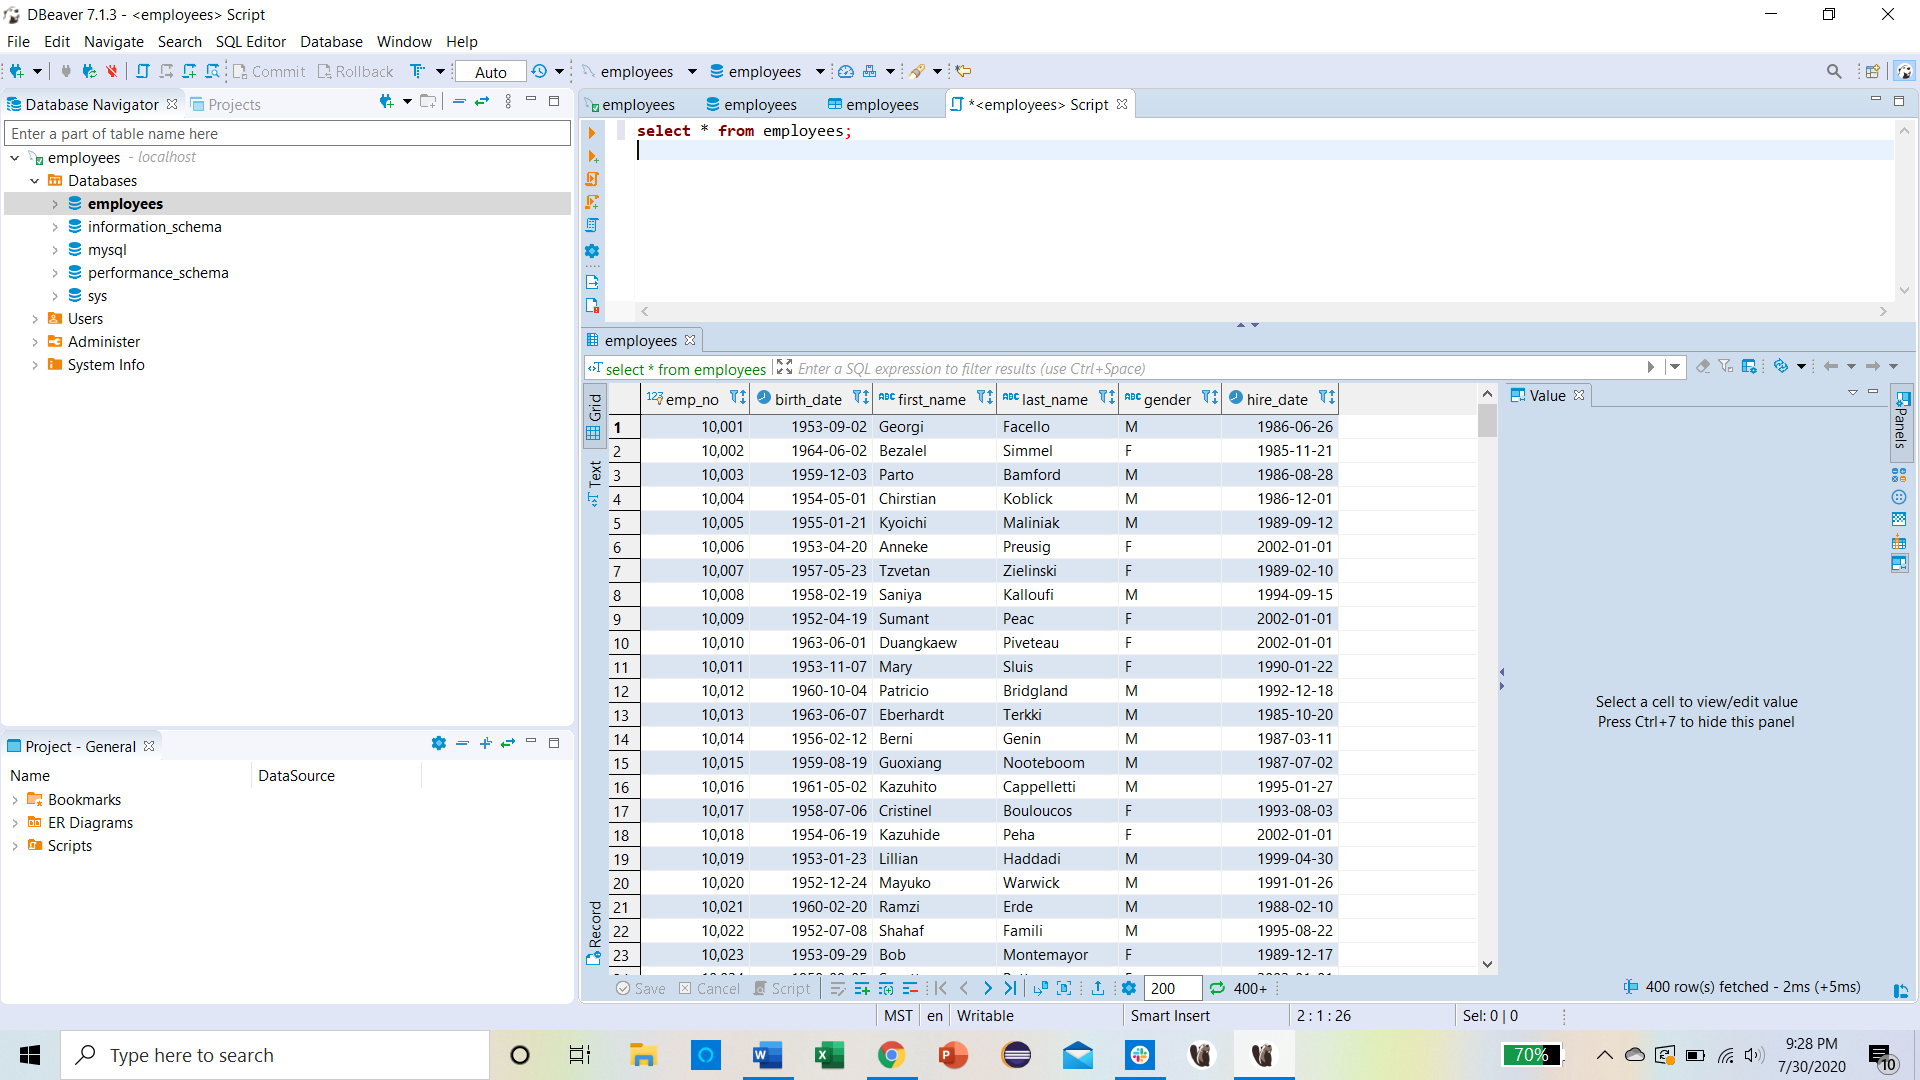 DBeaver 7.1.3 - <employees> Script
File Edit Navigate Search SQL Editor Database Window Help
Commit Rollback Auto employees employees
Database Navigator Projects
Enter a part of table name here
employees - localhost
Databases
employees
information_schema
mysql
performance_schema
sys
Users
Administer
System Info
Project - General
Name DataSource
Bookmarks
ER Diagrams
Scripts
employees employees employees *<employees> Script
select * from employees;
employees
select * from employees Enter a SQL expression to filter results (use Ctrl+Space)
Grid
Text
Record
123 emp_no birth_date ABC first_name ABC last_name ABC gender hire_date
1 10,001 1953-09-02 Georgi Facello M 1986-06-26
2 10,002 1964-06-02 Bezalel Simmel F 1985-11-21
3 10,003 1959-12-03 Parto Bamford M 1986-08-28
4 10,004 1954-05-01 Chirstian Koblick M 1986-12-01
5 10,005 1955-01-21 Kyoichi Maliniak M 1989-09-12
6 10,006 1953-04-20 Anneke Preusig F 2002-01-01
7 10,007 1957-05-23 Tzvetan Zielinski F 1989-02-10
8 10,008 1958-02-19 Saniya Kalloufi M 1994-09-15
9 10,009 1952-04-19 Sumant Peac F 2002-01-01
10 10,010 1963-06-01 Duangkaew Piveteau F 2002-01-01
11 10,011 1953-11-07 Mary Sluis F 1990-01-22
12 10,012 1960-10-04 Patricio Bridgland M 1992-12-18
13 10,013 1963-06-07 Eberhardt Terkki M 1985-10-20
14 10,014 1956-02-12 Berni Genin M 1987-03-11
15 10,015 1959-08-19 Guoxiang Nooteboom M 1987-07-02
16 10,016 1961-05-02 Kazuhito Cappelletti M 1995-01-27
17 10,017 1958-07-06 Cristinel Bouloucos F 1993-08-03
18 10,018 1954-06-19 Kazuhide Peha F 2002-01-01
19 10,019 1953-01-23 Lillian Haddadi M 1999-04-30
20 10,020 1952-12-24 Mayuko Warwick M 1991-01-26
21 10,021 1960-02-20 Ramzi Erde M 1988-02-10
22 10,022 1952-07-08 Shahaf Famili M 1995-08-22
23 10,023 1953-09-29 Bob Montemayor F 1989-12-17
Value
Panels
Select a cell to view/edit value
Press Ctrl+7 to hide this panel
Save Cancel Script 200 400+ 400 row(s) fetched - 2ms (+5ms)
MST en Writable Smart Insert 2 : 1 : 26 Sel: 0 | 0
Type here to search
70%
9:28 PM
7/30/2020
10